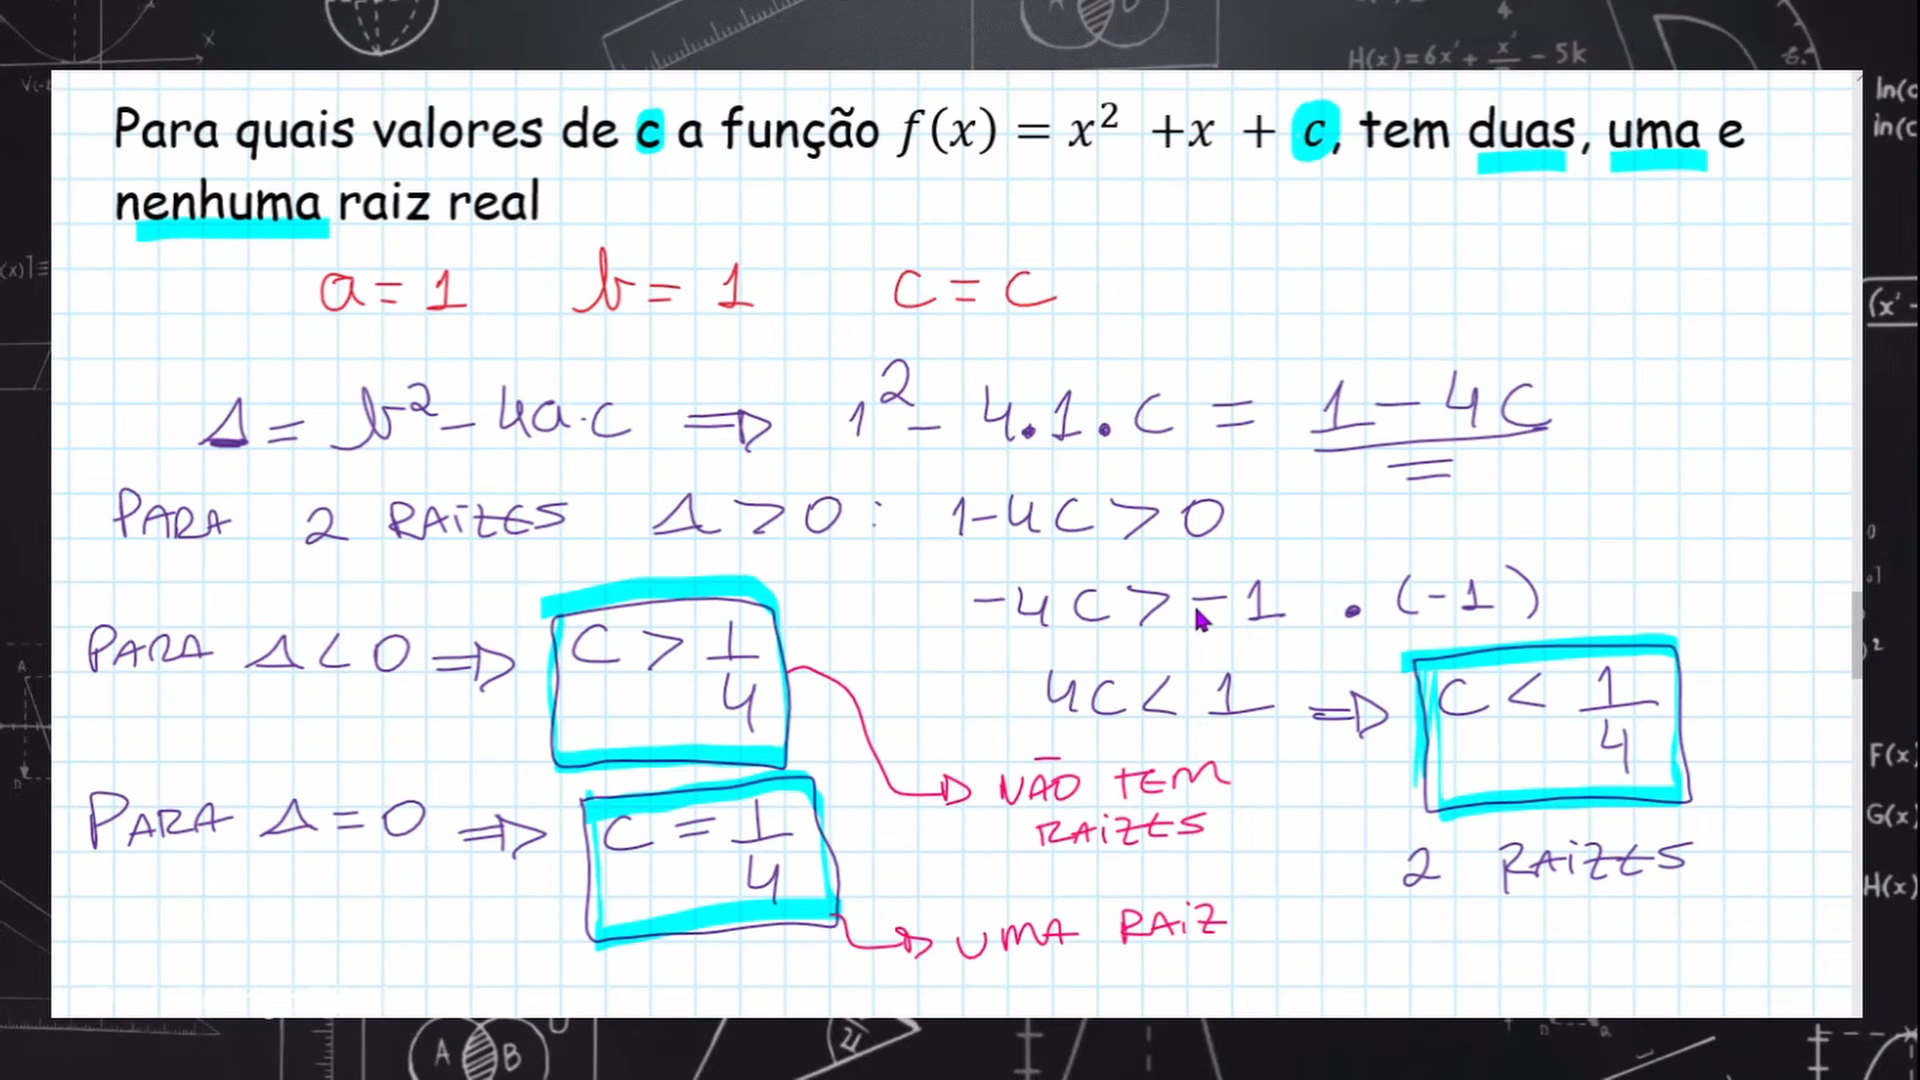 Para quais valores de c a função f(x) = x² +x + c, tem duas, uma e
nenhuma raiz real
a = 1 b = 1 c = c
Δ = b² - 4a·c ⇒ 1² - 4.1.c = 1 - 4c
PARA 2 RAIZES Δ > 0 : 1-4c > 0
-4c > -1 . (-1)
PARA Δ < 0 ⇒ c > 1/4
4c < 1 ⇒ c < 1/4
NÃO TEM
RAIZES
PARA Δ = 0 ⇒ c = 1/4
2 RAIZES
UMA RAIZ
H(x)=6x²+ x²/ - 5k
A B
F(x)
G(x)
H(x)